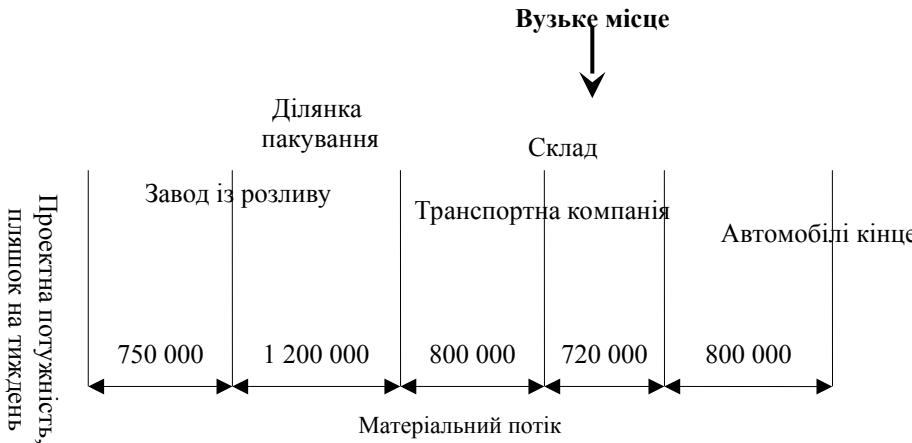 Вузьке місце
Ділянка
пакування
Склад
Завод із розливу
Транспортна компанія
Автомобілі кінце
Проектна потужність,
пляшок на тиждень
750 000
1 200 000
800 000
720 000
800 000
Матеріальний потік